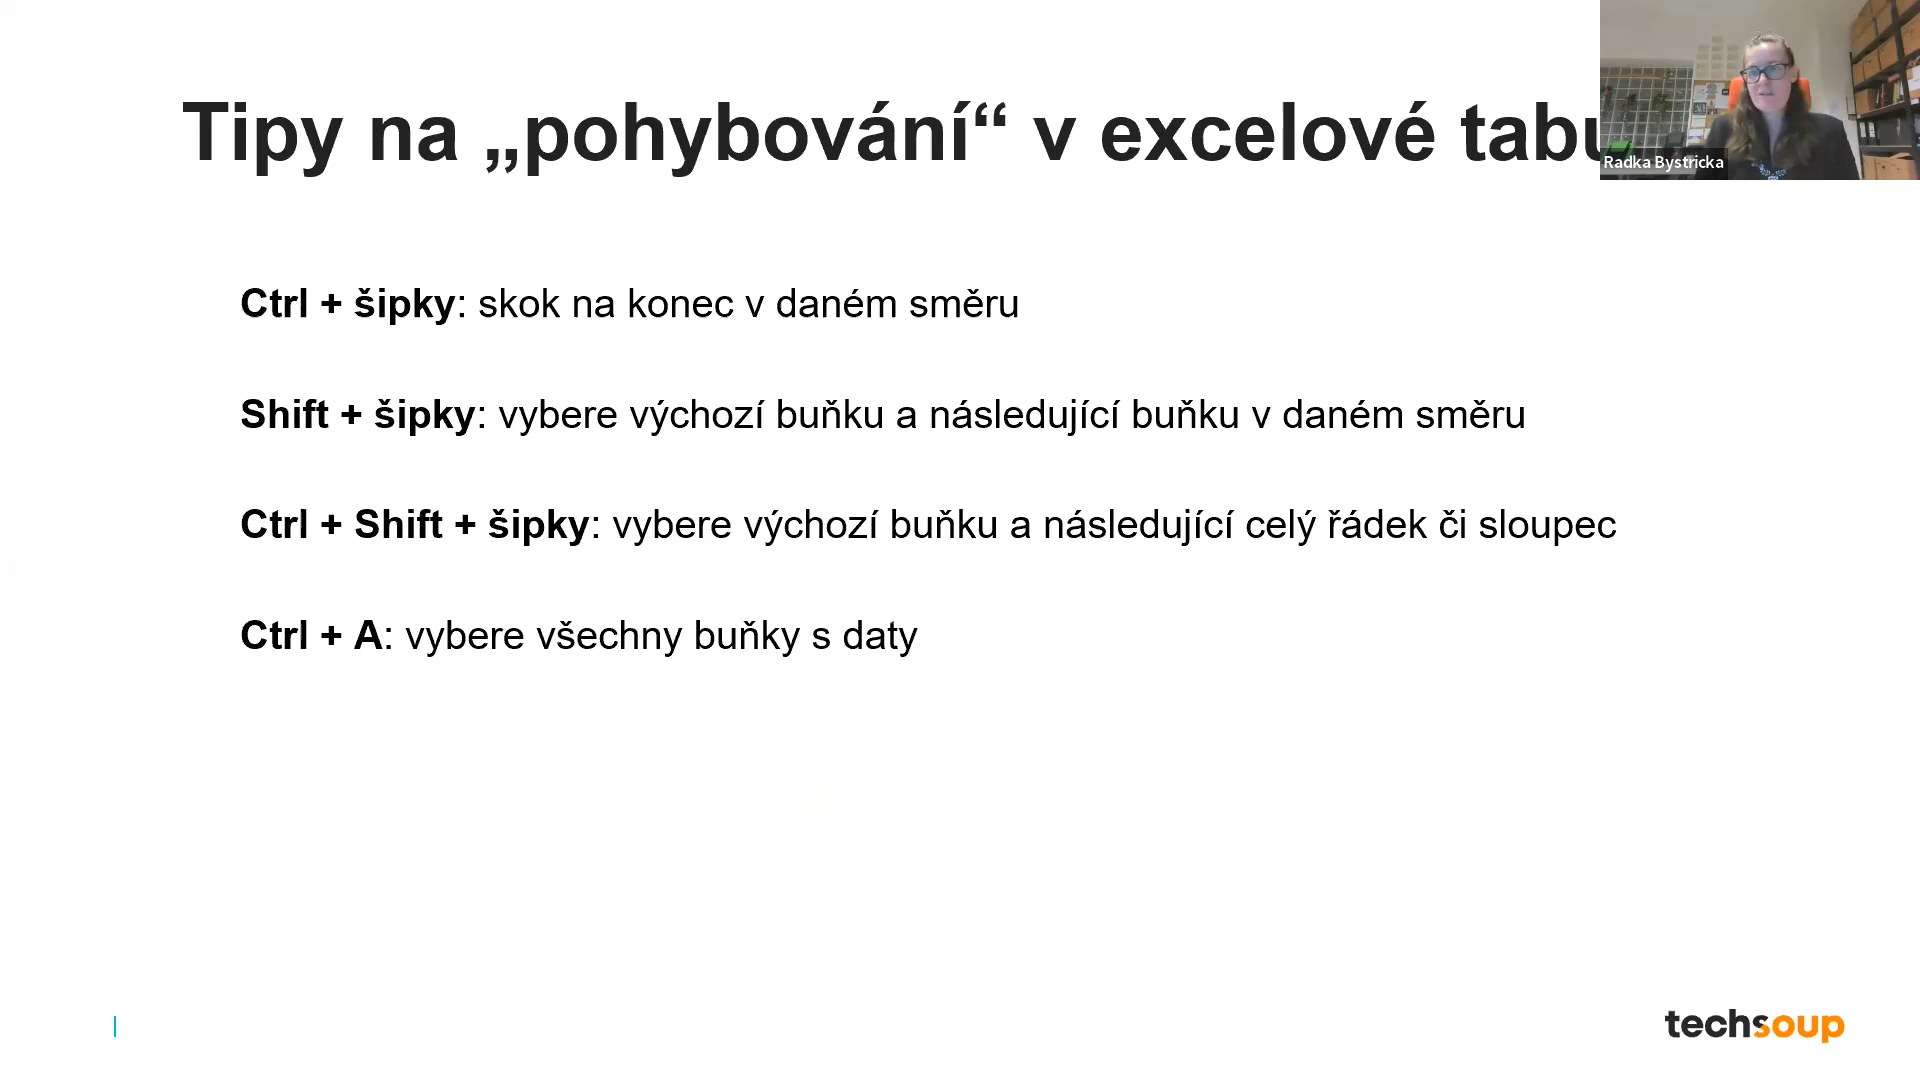 Tipy na „pohybování“ v excelové
Radka Bystricka
Ctrl + šipky: skok na konec v daném směru
Shift + šipky: vybere výchozí buňku a následující buňku v daném směru
Ctrl + Shift + šipky: vybere výchozí buňku a následující celý řádek či sloupec
Ctrl + A: vybere všechny buňky s daty
techsoup